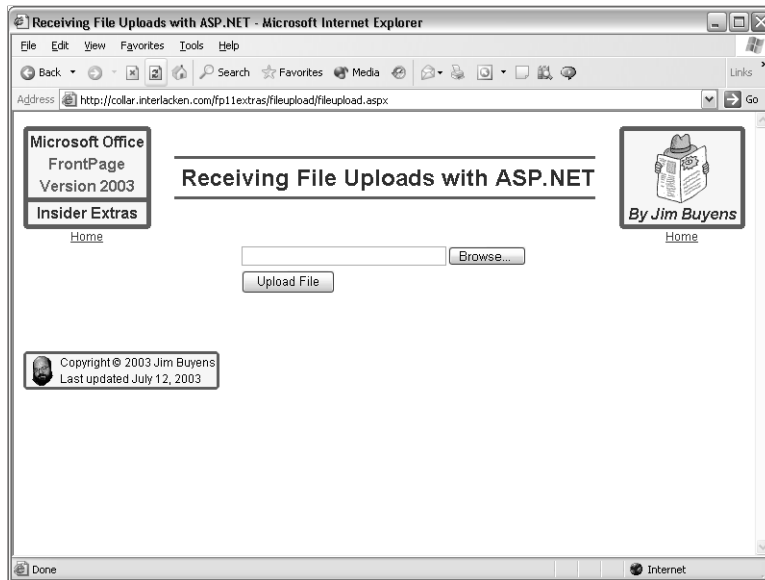 Receiving File Uploads with ASP.NET - Microsoft Internet Explorer
File Edit View Favorites Tools Help
Back Search Favorites Media Links
Address http://collar.interlacken.com/fp11extras/fileupload/fileupload.aspx Go
Microsoft Office
FrontPage
Version 2003
Insider Extras
Home
Receiving File Uploads with ASP.NET
By Jim Buyens
Home
Browse...
Upload File
Copyright © 2003 Jim Buyens
Last updated July 12, 2003
Done Internet